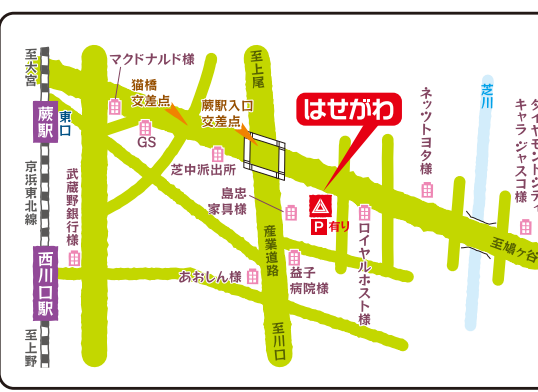 至大宮
蕨駅
東口
京浜東北線
西川口駅
至上野
マクドナルド様
猫橋
交差点
GS
武蔵野銀行様
至上尾
蕨駅入口
交差点
芝中派出所
島忠
家具様
産業道路
あおしん様
益子
病院様
至川口
はせがわ
P有り
ロイヤルホスト様
ネッツトヨタ様
芝川
ダイヤモンドシティ
キャラ ジャスコ様
至鳩ヶ谷